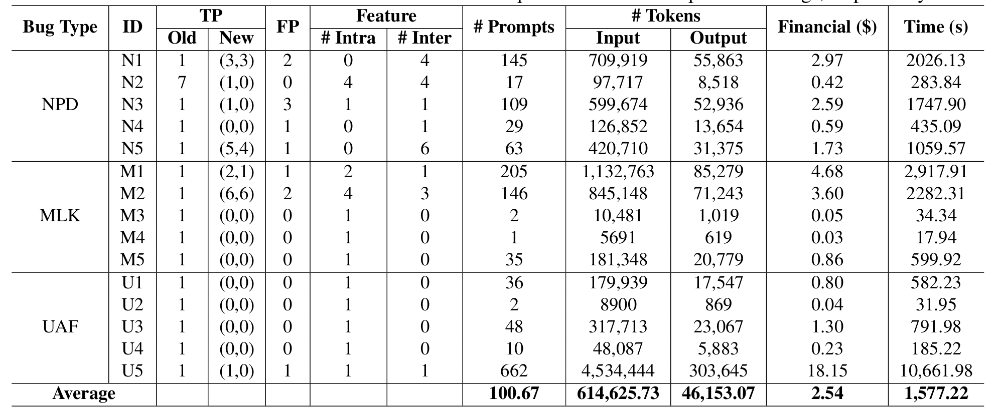 Bug Type ID TP FP Feature # Prompts # Tokens Financial ($) Time (s)
Old New # Intra # Inter Input Output
NPD
N1 1 (3,3) 2 0 4 145 709,919 55,863 2.97 2026.13
N2 7 (1,0) 0 4 4 17 97,717 8,518 0.42 283.84
N3 1 (1,0) 3 1 1 109 599,674 52,936 2.59 1747.90
N4 1 (0,0) 1 0 1 29 126,852 13,654 0.59 435.09
N5 1 (5,4) 1 0 6 63 420,710 31,375 1.73 1059.57
MLK
M1 1 (2,1) 1 2 1 205 1,132,763 85,279 4.68 2,917.91
M2 1 (6,6) 2 4 3 146 845,148 71,243 3.60 2282.31
M3 1 (0,0) 0 1 0 2 10,481 1,019 0.05 34.34
M4 1 (0,0) 0 1 0 1 5691 619 0.03 17.94
M5 1 (0,0) 0 1 0 35 181,348 20,779 0.86 599.92
UAF
U1 1 (0,0) 0 1 0 36 179,939 17,547 0.80 582.23
U2 1 (0,0) 0 1 0 2 8900 869 0.04 31.95
U3 1 (0,0) 0 1 0 48 317,713 23,067 1.30 791.98
U4 1 (0,0) 0 1 0 10 48,087 5,883 0.23 185.22
U5 1 (1,0) 1 1 1 662 4,534,444 303,645 18.15 10,661.98
Average 100.67 614,625.73 46,153.07 2.54 1,577.22